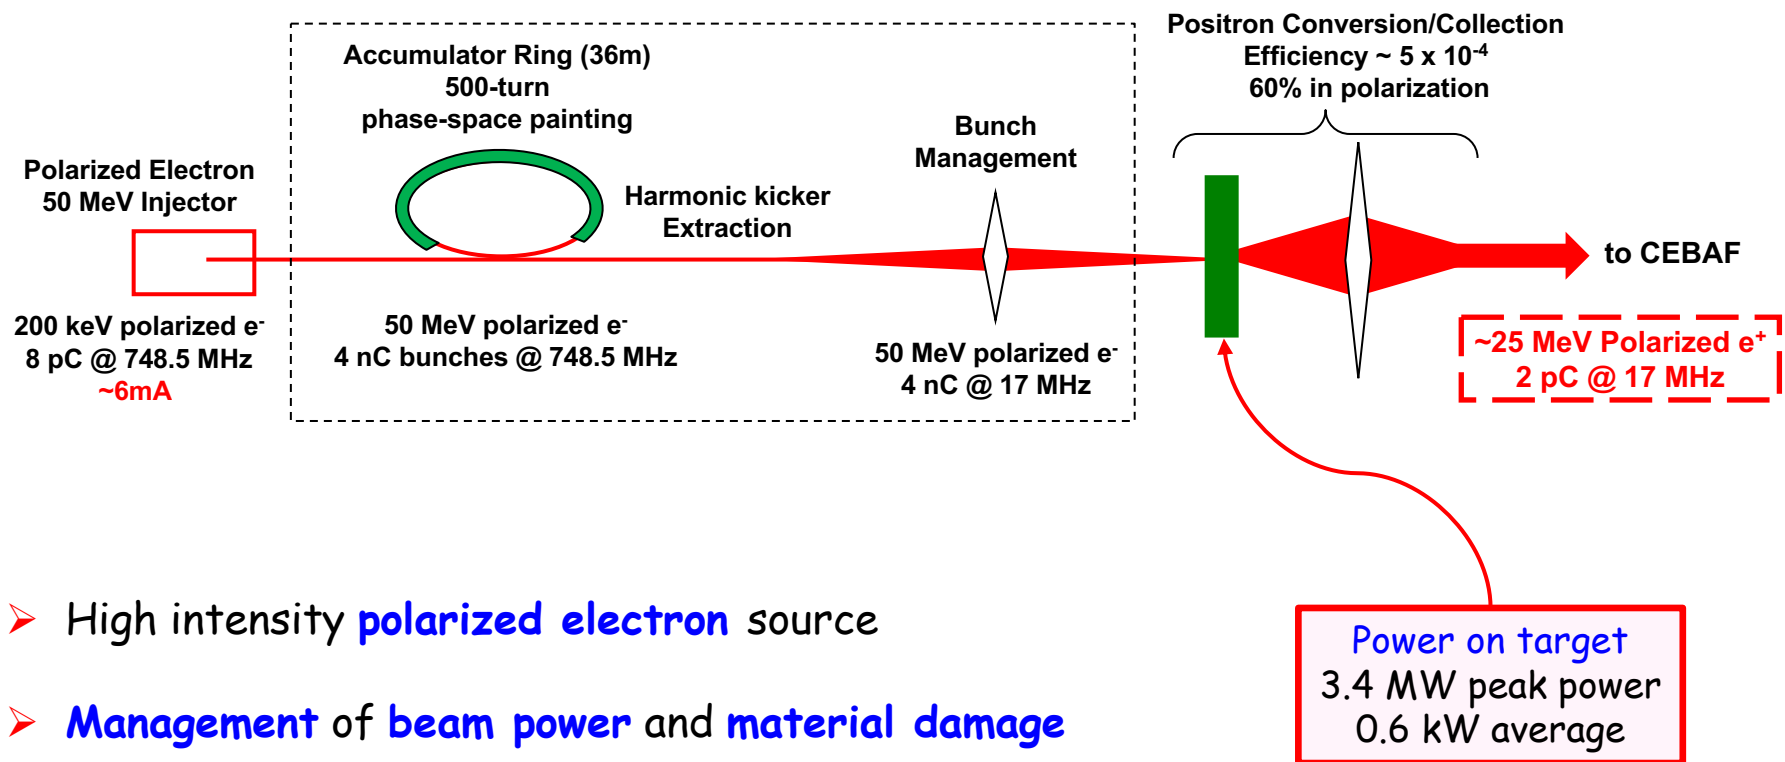 Accumulator Ring (36m)
500-turn
phase-space painting
Positron Conversion/Collection
Efficiency ~ 5 x 10⁻⁴
60% in polarization
Bunch
Management
Polarized Electron
50 MeV Injector
Harmonic kicker
Extraction
to CEBAF
200 keV polarized e⁻
8 pC @ 748.5 MHz
~6mA
50 MeV polarized e⁻
4 nC bunches @ 748.5 MHz
50 MeV polarized e⁻
4 nC @ 17 MHz
~25 MeV Polarized e⁺
2 pC @ 17 MHz
➢ High intensity polarized electron source
➢ Management of beam power and material damage
Power on target
3.4 MW peak power
0.6 kW average